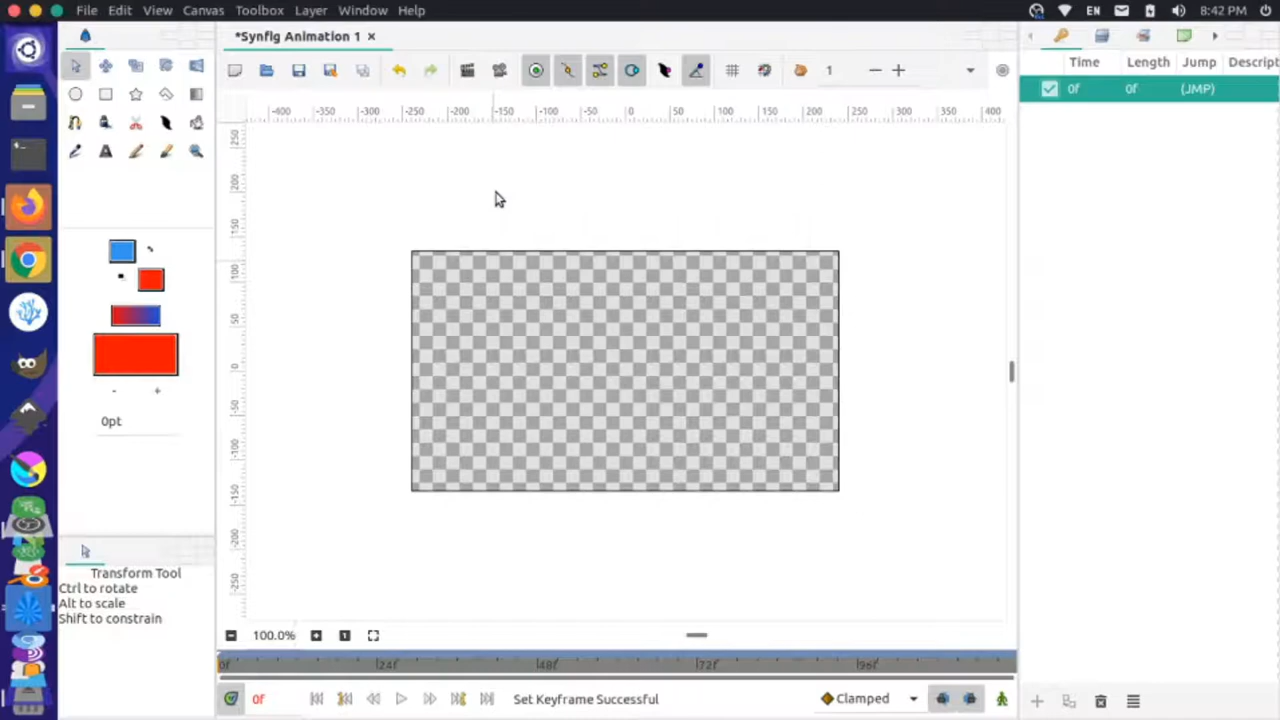 File Edit View Canvas Toolbox Layer Window Help
EN
8:42 PM
*Synfig Animation 1
1
Time Length Jump Descript
0f 0f (JMP)
-400 -350 -300 -250 -200 -150 -100 -50 0 50 100 150 200 250 300 350 400
250
200
150
100
50
0
-50
-100
-150
-200
-250
- +
0pt
Transform Tool
Ctrl to rotate
Alt to scale
Shift to constrain
100.0%
0f 24f 48f 72f 96f
0f
Set Keyframe Successful
Clamped